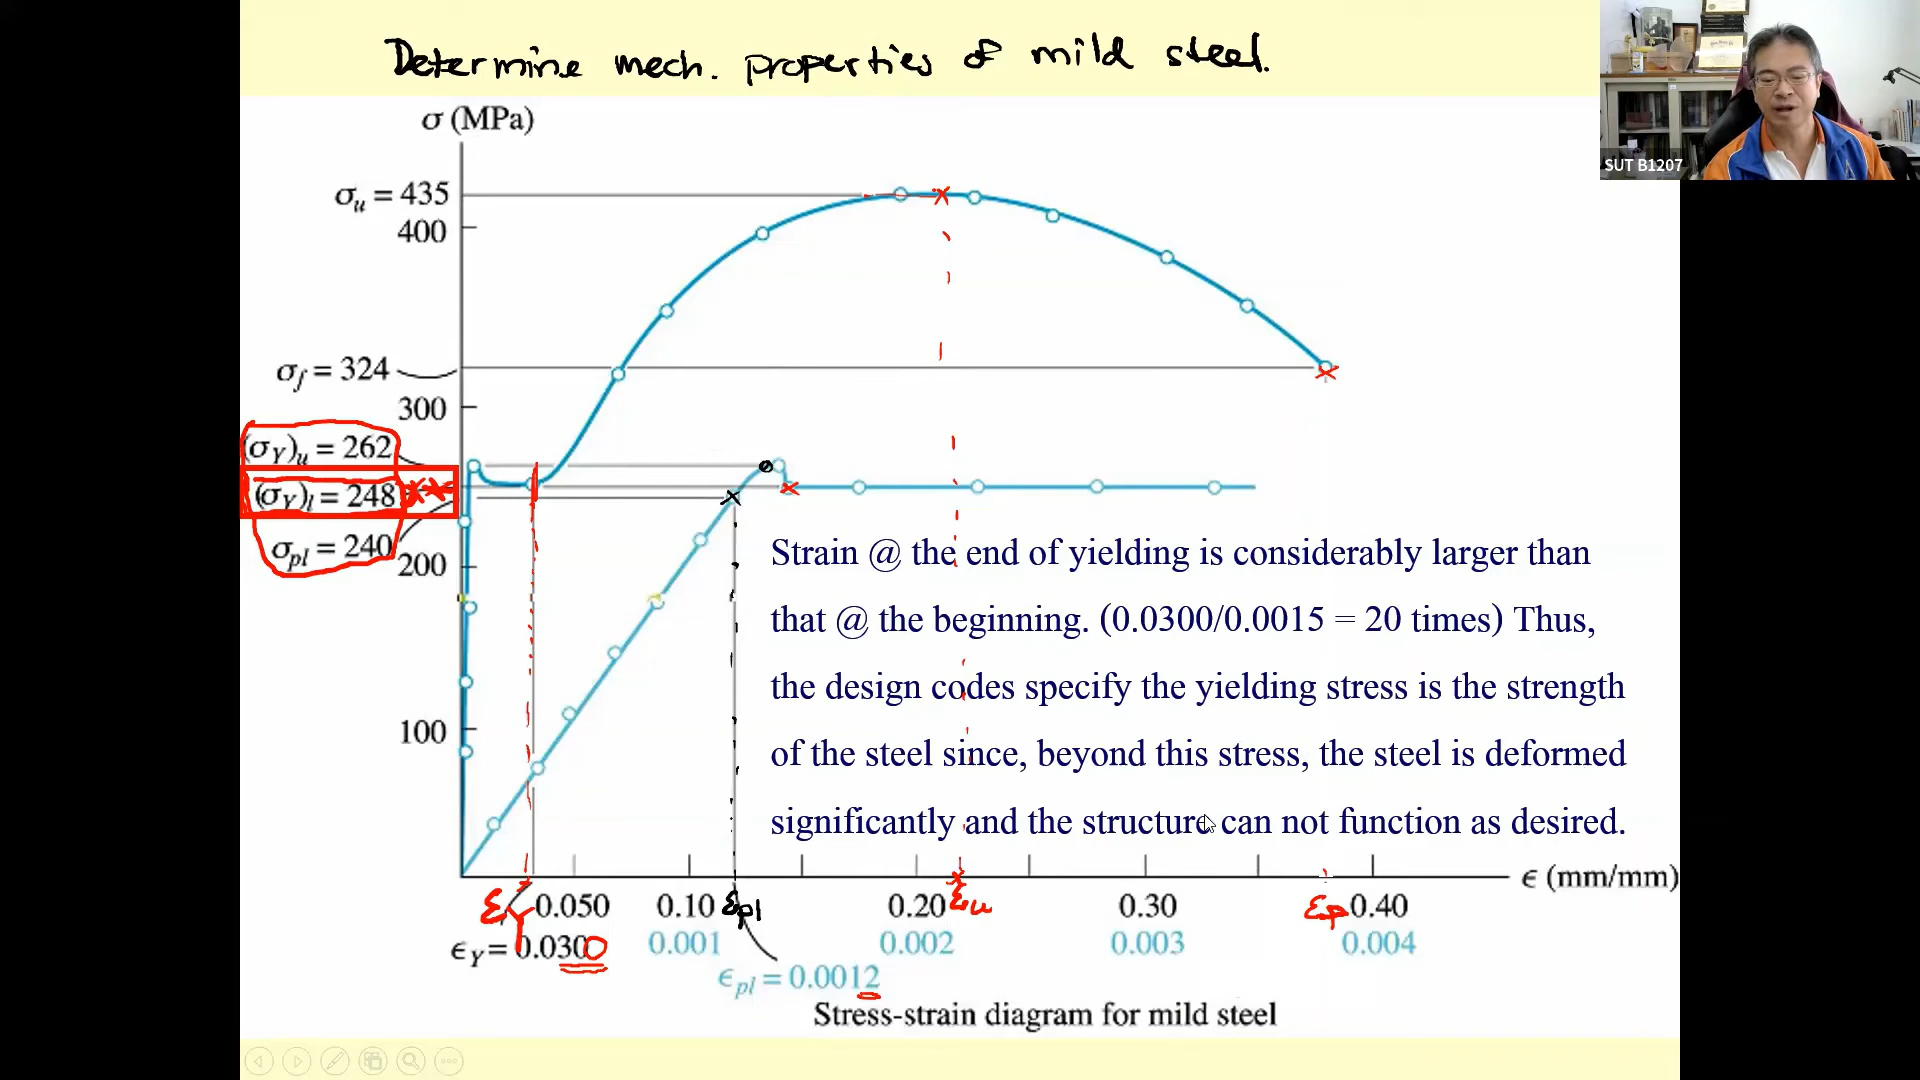 Determine mech. properties of mild steel.
SUT B1207
σ (MPa)
σu = 435
400
σf = 324
300
(σY)u = 262
(σY)l = 248 **
σpl = 240
200
100
Strain @ the end of yielding is considerably larger than
that @ the beginning. (0.0300/0.0015 = 20 times) Thus,
the design codes specify the yielding stress is the strength
of the steel since, beyond this stress, the steel is deformed
significantly and the structure can not function as desired.
ϵ (mm/mm)
εY 0.050 0.10 εpl 0.20 εu 0.30 0.40
ϵY = 0.0300 0.001 0.002 0.003 0.004
ϵpl = 0.0012
Stress-strain diagram for mild steel